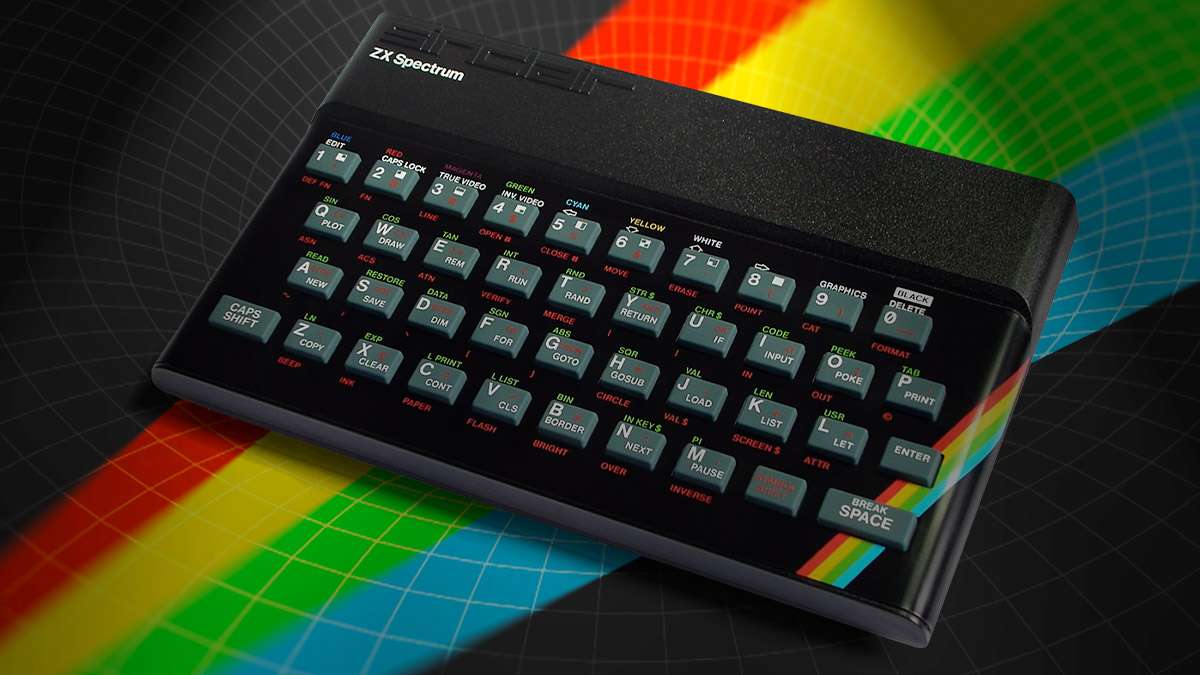 sinclair
ZX Spectrum
BLUE RED MAGENTA GREEN CYAN YELLOW WHITE BLACK
EDIT CAPS LOCK TRUE VIDEO INV. VIDEO GRAPHICS DELETE
1 2 3 4 5 6 7 8 9 0
DEF FN FN LINE OPEN # CLOSE # MOVE ERASE POINT CAT FORMAT
SIN COS TAN INT RND STR $ CHR $ CODE PEEK TAB
Q W E R T Y U I O P
PLOT DRAW REM RUN RAND RETURN IF INPUT POKE PRINT
ASN ACS ATN VERIFY MERGE [ ] IN OUT ©
READ RESTORE DATA SGN ABS SQR VAL LEN USR
A S D F G H J K L
NEW SAVE DIM FOR GOTO GOSUB LOAD LIST LET ENTER
~ | \ { } CIRCLE VAL $ SCREEN $ ATTR
LN EXP L PRINT L LIST BIN IN KEY $ PI
CAPS SHIFT Z X C V B N M SYMBOL SHIFT BREAK SPACE
COPY CLEAR CONT CLS BORDER NEXT PAUSE
BEEP INK PAPER FLASH BRIGHT OVER INVERSE